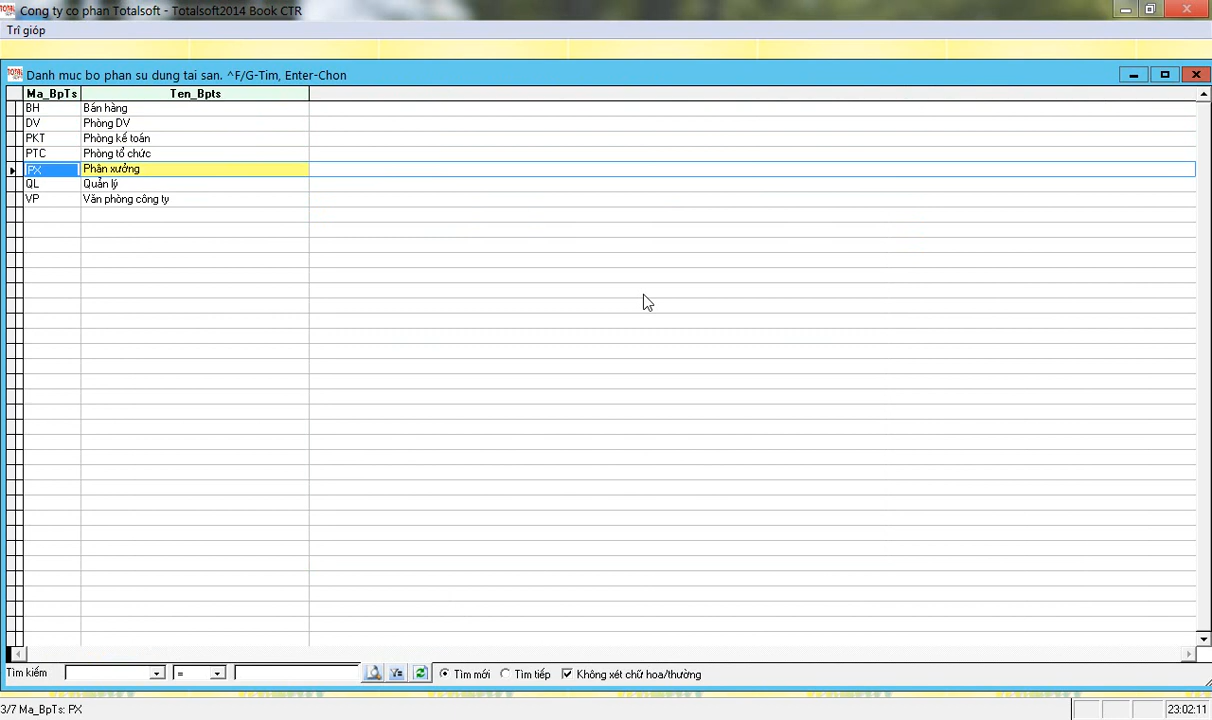 Cong ty co phan Totalsoft - Totalsoft2014 Book CTR
Trî gióp
Danh muc bo phan su dung tai san. ^F/G-Tim, Enter-Chon
Ma_BpTs Ten_Bpts
BH Bán hàng
DV Phòng DV
PKT Phòng kế toán
PTC Phòng tổ chức
PX Phân xưởng
QL Quản lý
VP Văn phòng công ty
Tìm kiếm = Tìm mới Tìm tiếp Không xét chữ hoa/thường
3/7 Ma_BpTs: PX 23:02:11